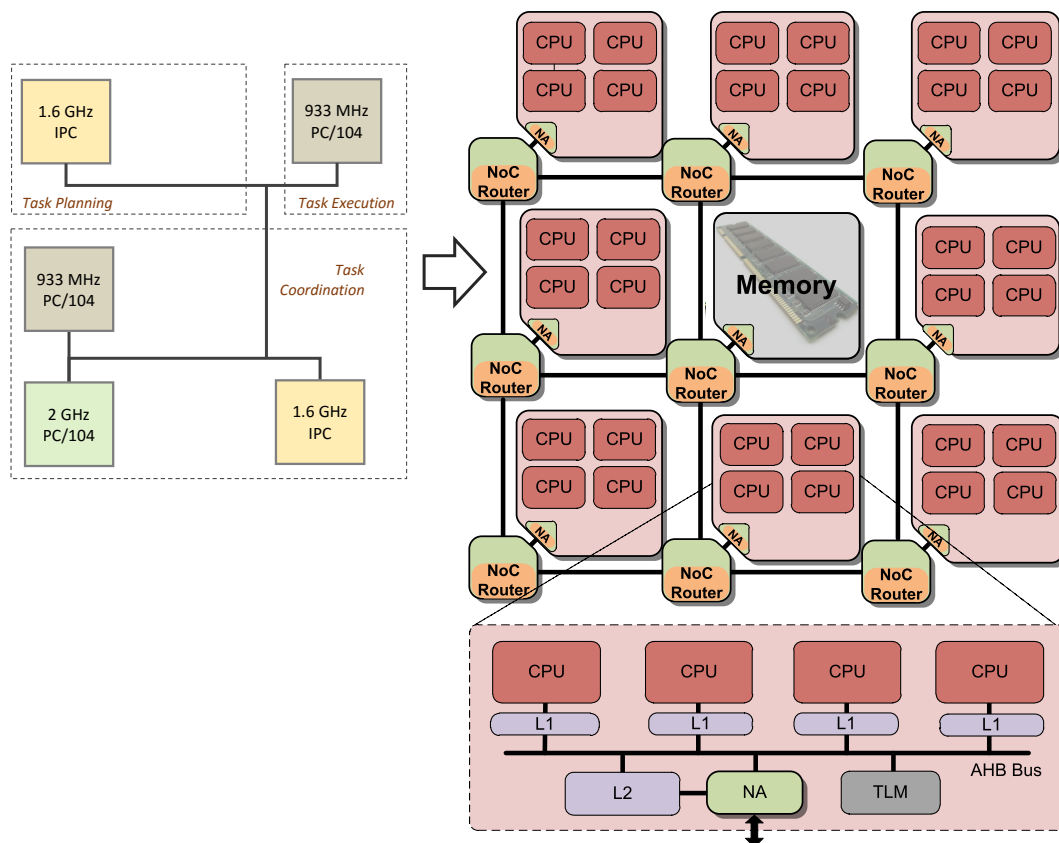 1.6 GHz
IPC
Task Planning
933 MHz
PC/104
Task Execution
933 MHz
PC/104
Task
Coordination
2 GHz
PC/104
1.6 GHz
IPC
CPU CPU
CPU CPU
NA
NoC
Router
CPU CPU
CPU CPU
NA
NoC
Router
CPU CPU
CPU CPU
NA
NoC
Router
CPU CPU
CPU CPU
NA
NoC
Router
Memory
NA
NoC
Router
CPU CPU
CPU CPU
NA
NoC
Router
CPU CPU
CPU CPU
NA
NoC
Router
CPU CPU
CPU CPU
NA
NoC
Router
CPU CPU
CPU CPU
NA
NoC
Router
CPU CPU CPU CPU
L1 L1 L1 L1
AHB Bus
L2 NA TLM